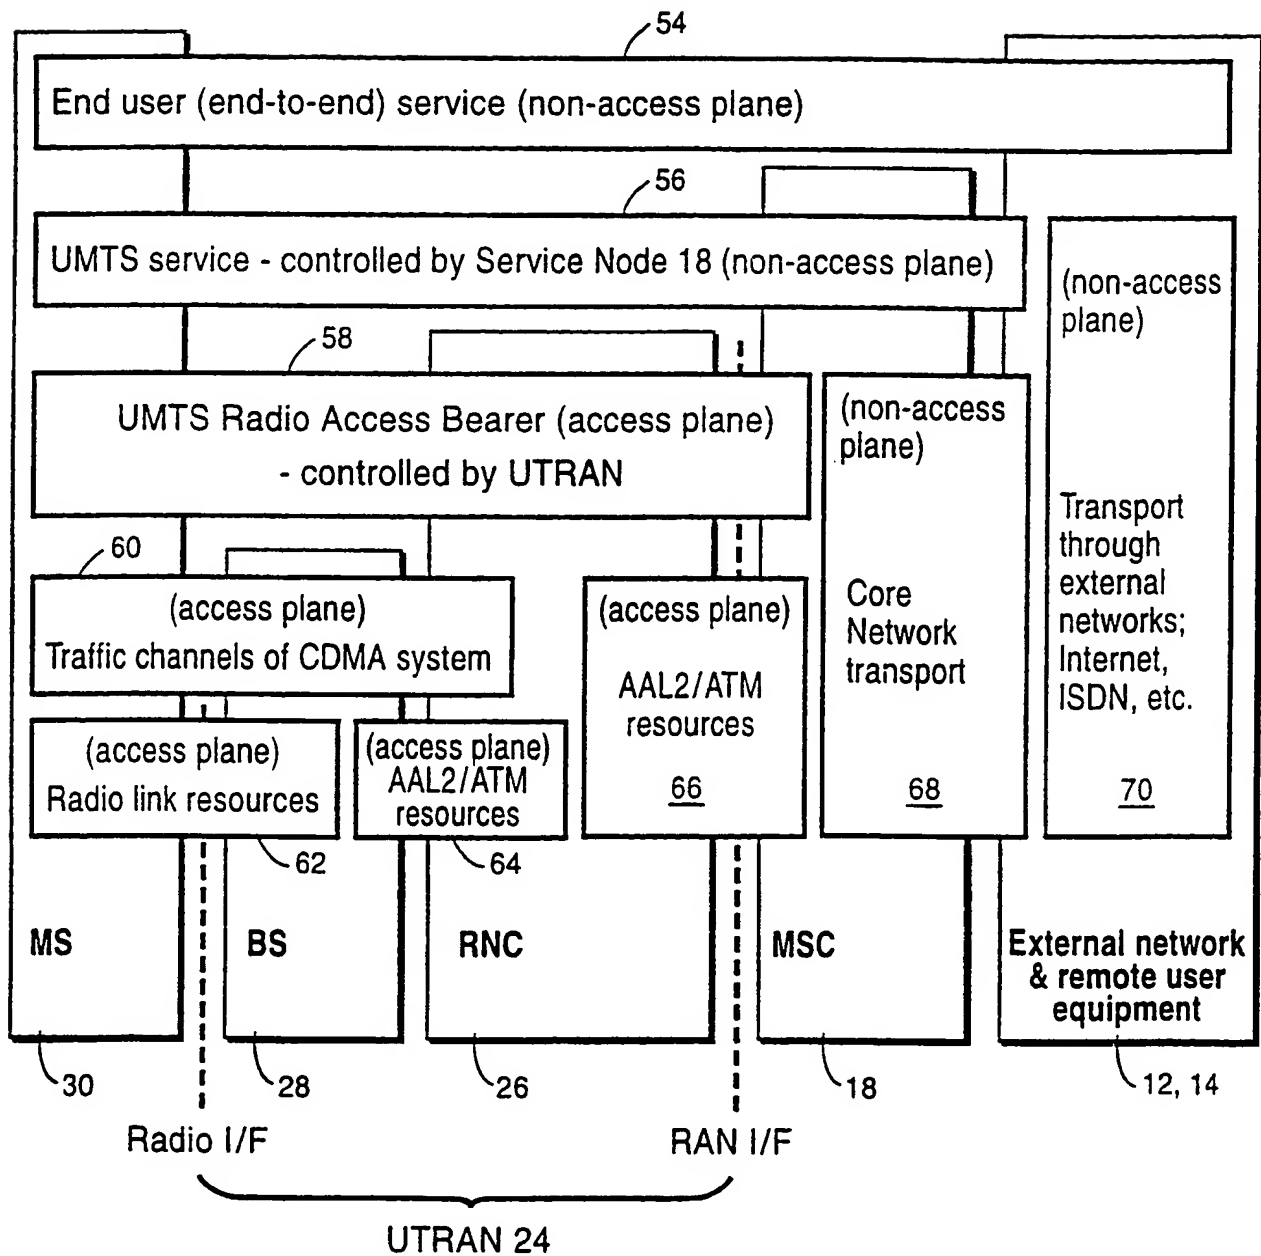 54
End user (end-to-end) service (non-access plane)
56
UMTS service - controlled by Service Node 18 (non-access plane)
(non-access
plane)
Transport
through
external
networks;
Internet,
ISDN, etc.
70
58
UMTS Radio Access Bearer (access plane)
- controlled by UTRAN
(non-access
plane)
Core
Network
transport
68
60
(access plane)
Traffic channels of CDMA system
(access plane)
AAL2/ATM
resources
66
(access plane)
Radio link resources
62
(access plane)
AAL2/ATM
resources
64
MS
BS
RNC
MSC
External network
& remote user
equipment
30
28
26
18
12, 14
Radio I/F
RAN I/F
UTRAN 24